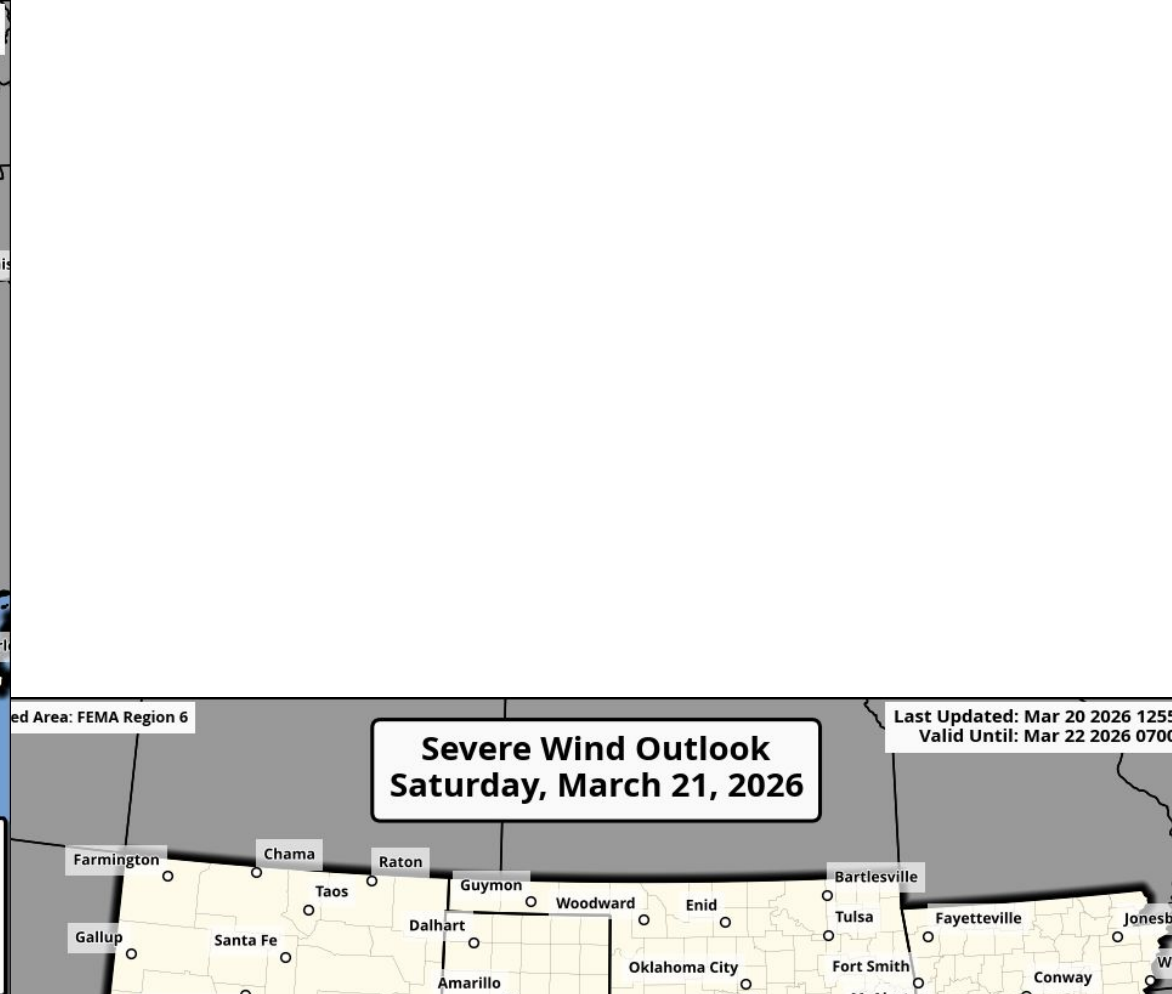 ed Area: FEMA Region 6
Severe Wind Outlook
Saturday, March 21, 2026
Last Updated: Mar 20 2026 1255
Valid Until: Mar 22 2026 0700
Farmington
Chama
Raton
Bartlesville
Taos
Guymon
Woodward
Enid
Tulsa
Fayetteville
Jonesb
Gallup
Santa Fe
Dalhart
Oklahoma City
Fort Smith
Conway
Amarillo